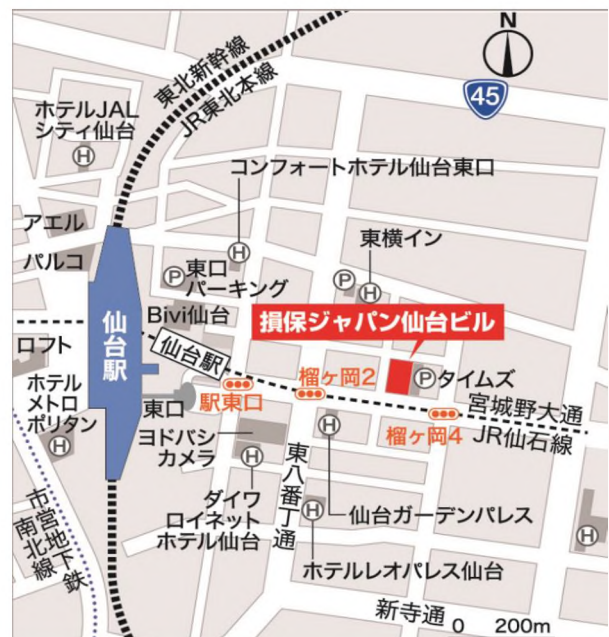 N
東北新幹線
JR東北本線
45
ホテルJAL
シティ仙台
H
コンフォートホテル仙台東口
H
アエル
パルコ
東横イン
P
H
P
東口
パーキング
Bivi仙台
損保ジャパン仙台ビル
仙台駅
仙台駅
ロフト
榴ヶ岡2
P
タイムズ
ホテル
メトロ
ポリタン
H
東口
駅東口
宮城野大通
榴ヶ岡4
JR仙石線
ヨドバシ
カメラ
H
H
東八番丁通
ダイワ
ロイネット
ホテル仙台
H
仙台ガーデンパレス
H
市営地下鉄
南北線
ホテルレオパレス仙台
新寺通
0 200m